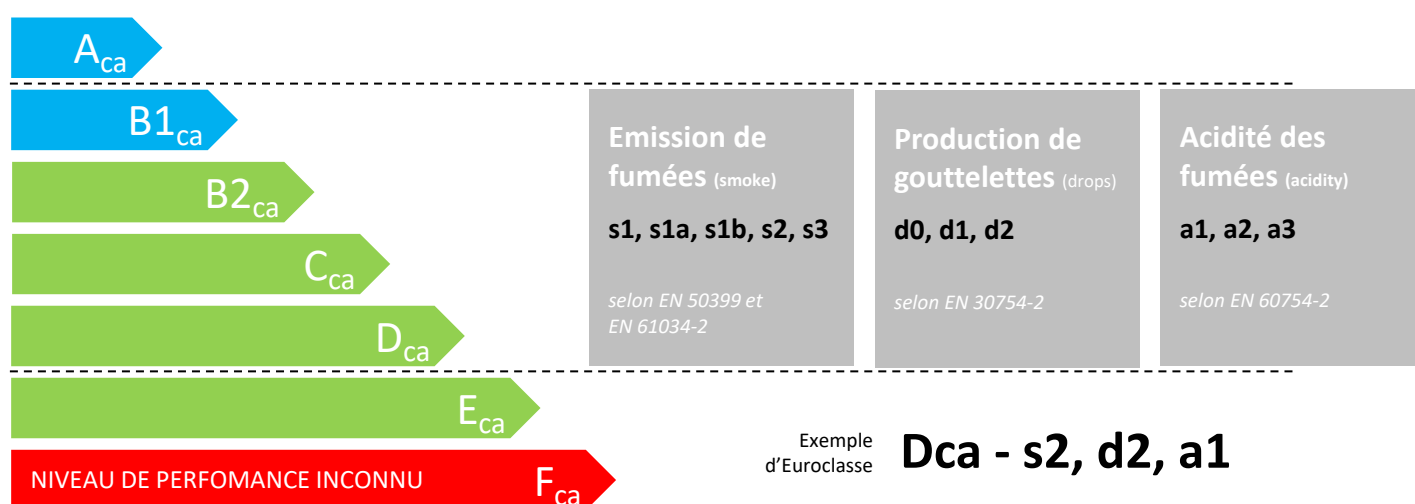 Aca
B1ca
B2ca
Cca
Dca
Eca
NIVEAU DE PERFOMANCE INCONNU
Fca
Emission de
fumées (smoke)
s1, s1a, s1b, s2, s3
selon EN 50399 et
EN 61034-2
Production de
gouttelettes (drops)
d0, d1, d2
selon EN 30754-2
Acidité des
fumées (acidity)
a1, a2, a3
selon EN 60754-2
Exemple
d'Euroclasse
Dca - s2, d2, a1